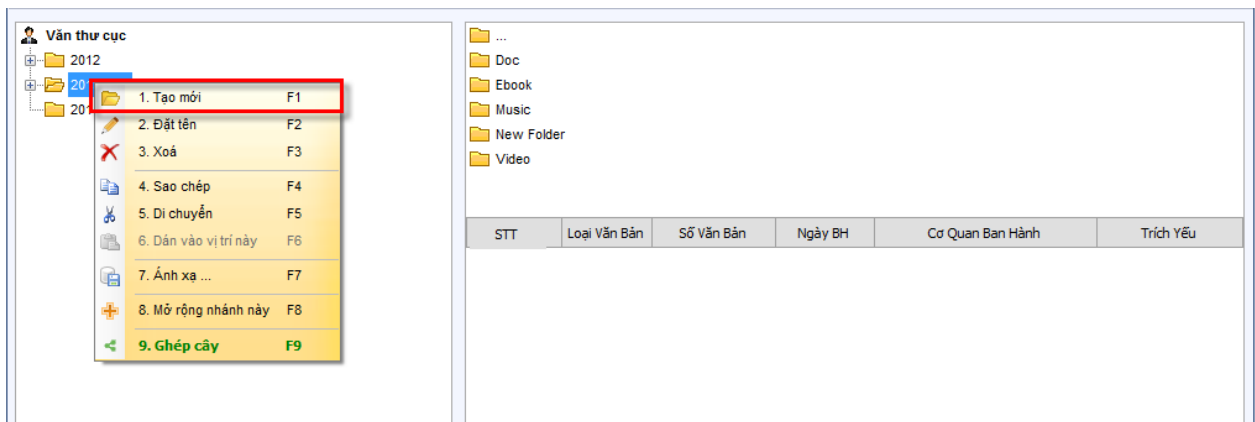 Văn thư cục
2012
201
201
1. Tạo mới F1
2. Đặt tên F2
3. Xoá F3
4. Sao chép F4
5. Di chuyển F5
6. Dán vào vị trí này F6
7. Ánh xạ ... F7
8. Mở rộng nhánh này F8
9. Ghép cây F9
...
Doc
Ebook
Music
New Folder
Video
STT Loại Văn Bản Số Văn Bản Ngày BH Cơ Quan Ban Hành Trích Yếu